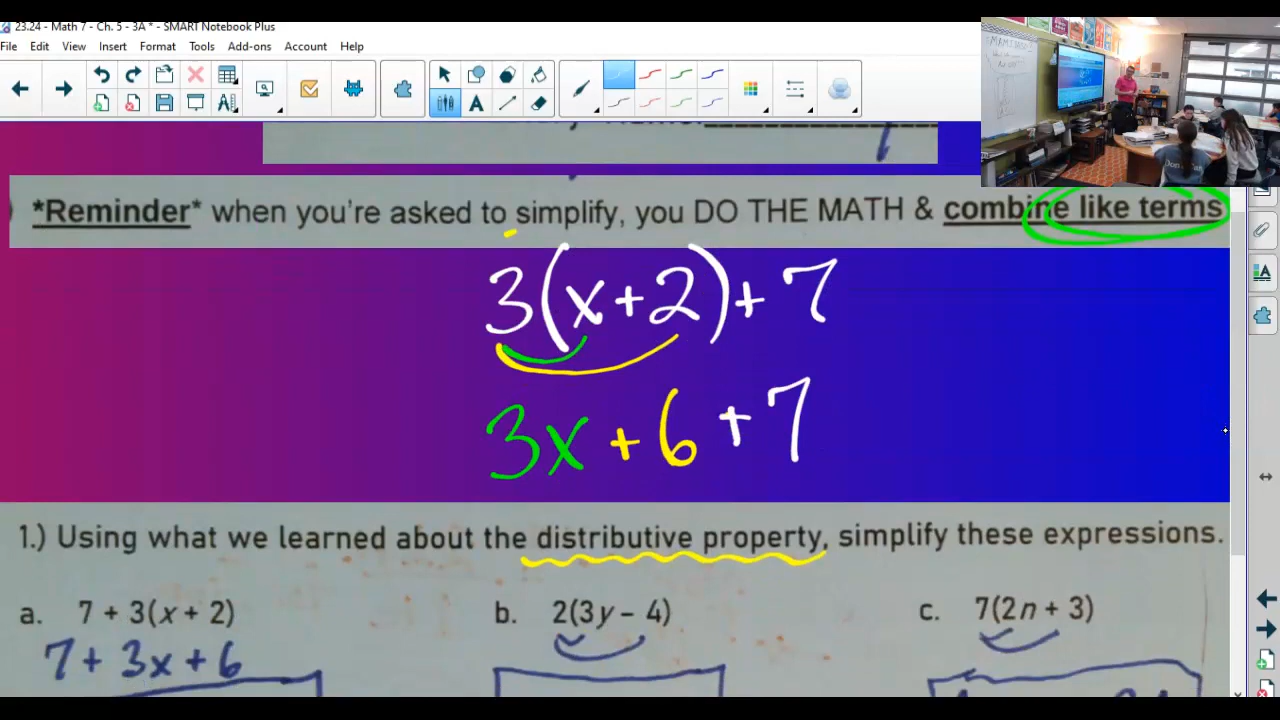 23.24 - Math 7 - Ch. 5 - 3A * - SMART Notebook Plus
File Edit View Insert Format Tools Add-ons Account Help
*Reminder* when you're asked to simplify, you DO THE MATH & combine like terms
3(x+2)+7
3x + 6 + 7
1.) Using what we learned about the distributive property, simplify these expressions.
a. 7 + 3(x + 2) b. 2(3y – 4) c. 7(2n + 3)
7 + 3x + 6